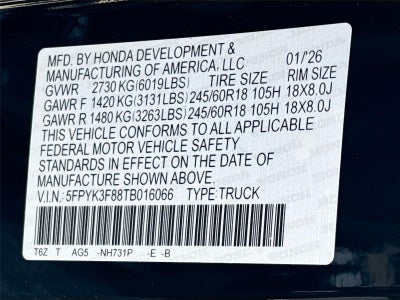 MFD. BY HONDA DEVELOPMENT &
MANUFACTURING OF AMERICA, LLC 01/'26
GVWR 2730 KG(6019LBS) TIRE SIZE RIM SIZE
GAWR F 1420 KG(3131LBS) 245/60R18 105H 18X8.0J
GAWR R 1480 KG(3263LBS) 245/60R18 105H 18X8.0J
THIS VEHICLE CONFORMS TO ALL APPLICABLE
FEDERAL MOTOR VEHICLE SAFETY
STANDARDS IN EFFECT ON THE DATE OF
MANUFACTURE SHOWN ABOVE.
V.I.N.: 5FPYK3F88TB016066 TYPE:TRUCK
T6Z T AG5 -NH731P -E -B